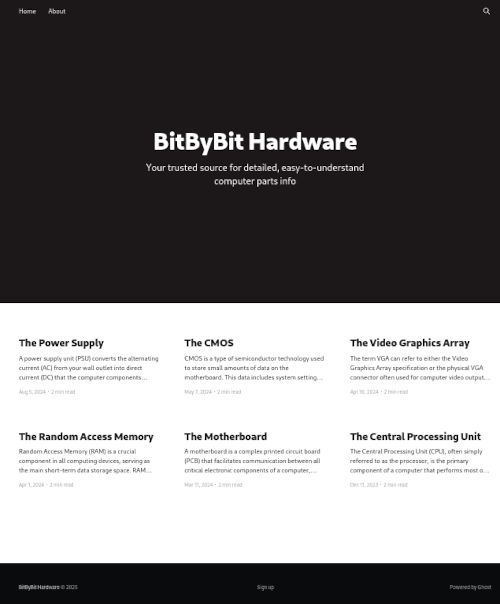 Home About
BitByBit Hardware
Your trusted source for detailed, easy-to-understand
computer parts info
The Power Supply
A power supply unit (PSU) converts the alternating
current (AC) from your wall outlet into direct
current (DC) that the computer components…
Aug 5, 2024 • 2 min read
The CMOS
CMOS is a type of semiconductor technology used
to store small amounts of data on the
motherboard. This data includes system setting…
May 7, 2024 • 2 min read
The Video Graphics Array
The term VGA can refer to either the Video
Graphics Array specification or the physical VGA
connector often used for computer video output…
Apr 16, 2024 • 2 min read
The Random Access Memory
Random Access Memory (RAM) is a crucial
component in all computing devices, serving as
the main short-term data storage space. RAM…
Apr 1, 2024 • 2 min read
The Motherboard
A motherboard is a complex printed circuit board
(PCB) that facilitates communication between all
critical electronic components of a computer,…
Mar 11, 2024 • 2 min read
The Central Processing Unit
The Central Processing Unit (CPU), often simply
referred to as the processor, is the primary
component of a computer that performs most o…
Dec 11, 2023 • 2 min read
BitByBit Hardware © 2025
Sign up
Powered by Ghost